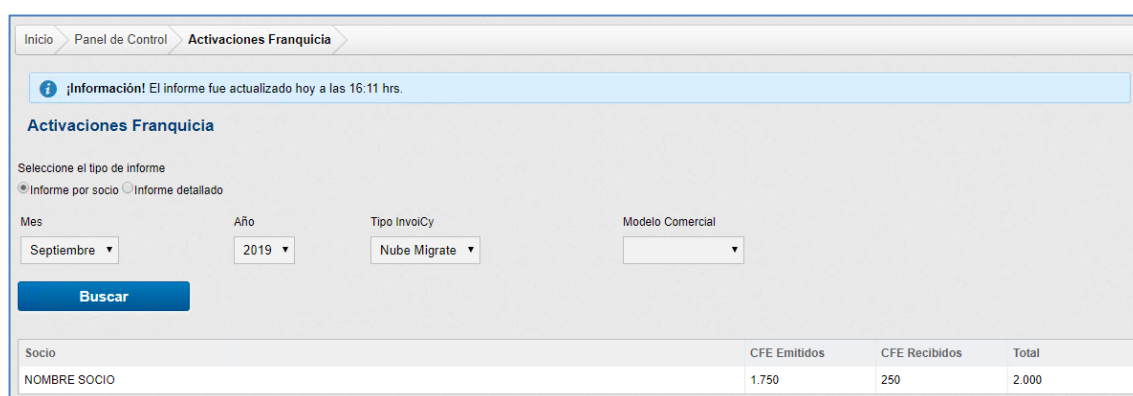 Inicio Panel de Control Activaciones Franquicia
¡Información! El informe fue actualizado hoy a las 16:11 hrs.
Activaciones Franquicia
Seleccione el tipo de informe
Informe por socio Informe detallado
Mes Año Tipo InvoiCy Modelo Comercial
Septiembre 2019 Nube Migrate
Buscar
Socio CFE Emitidos CFE Recibidos Total
NOMBRE SOCIO 1.750 250 2.000